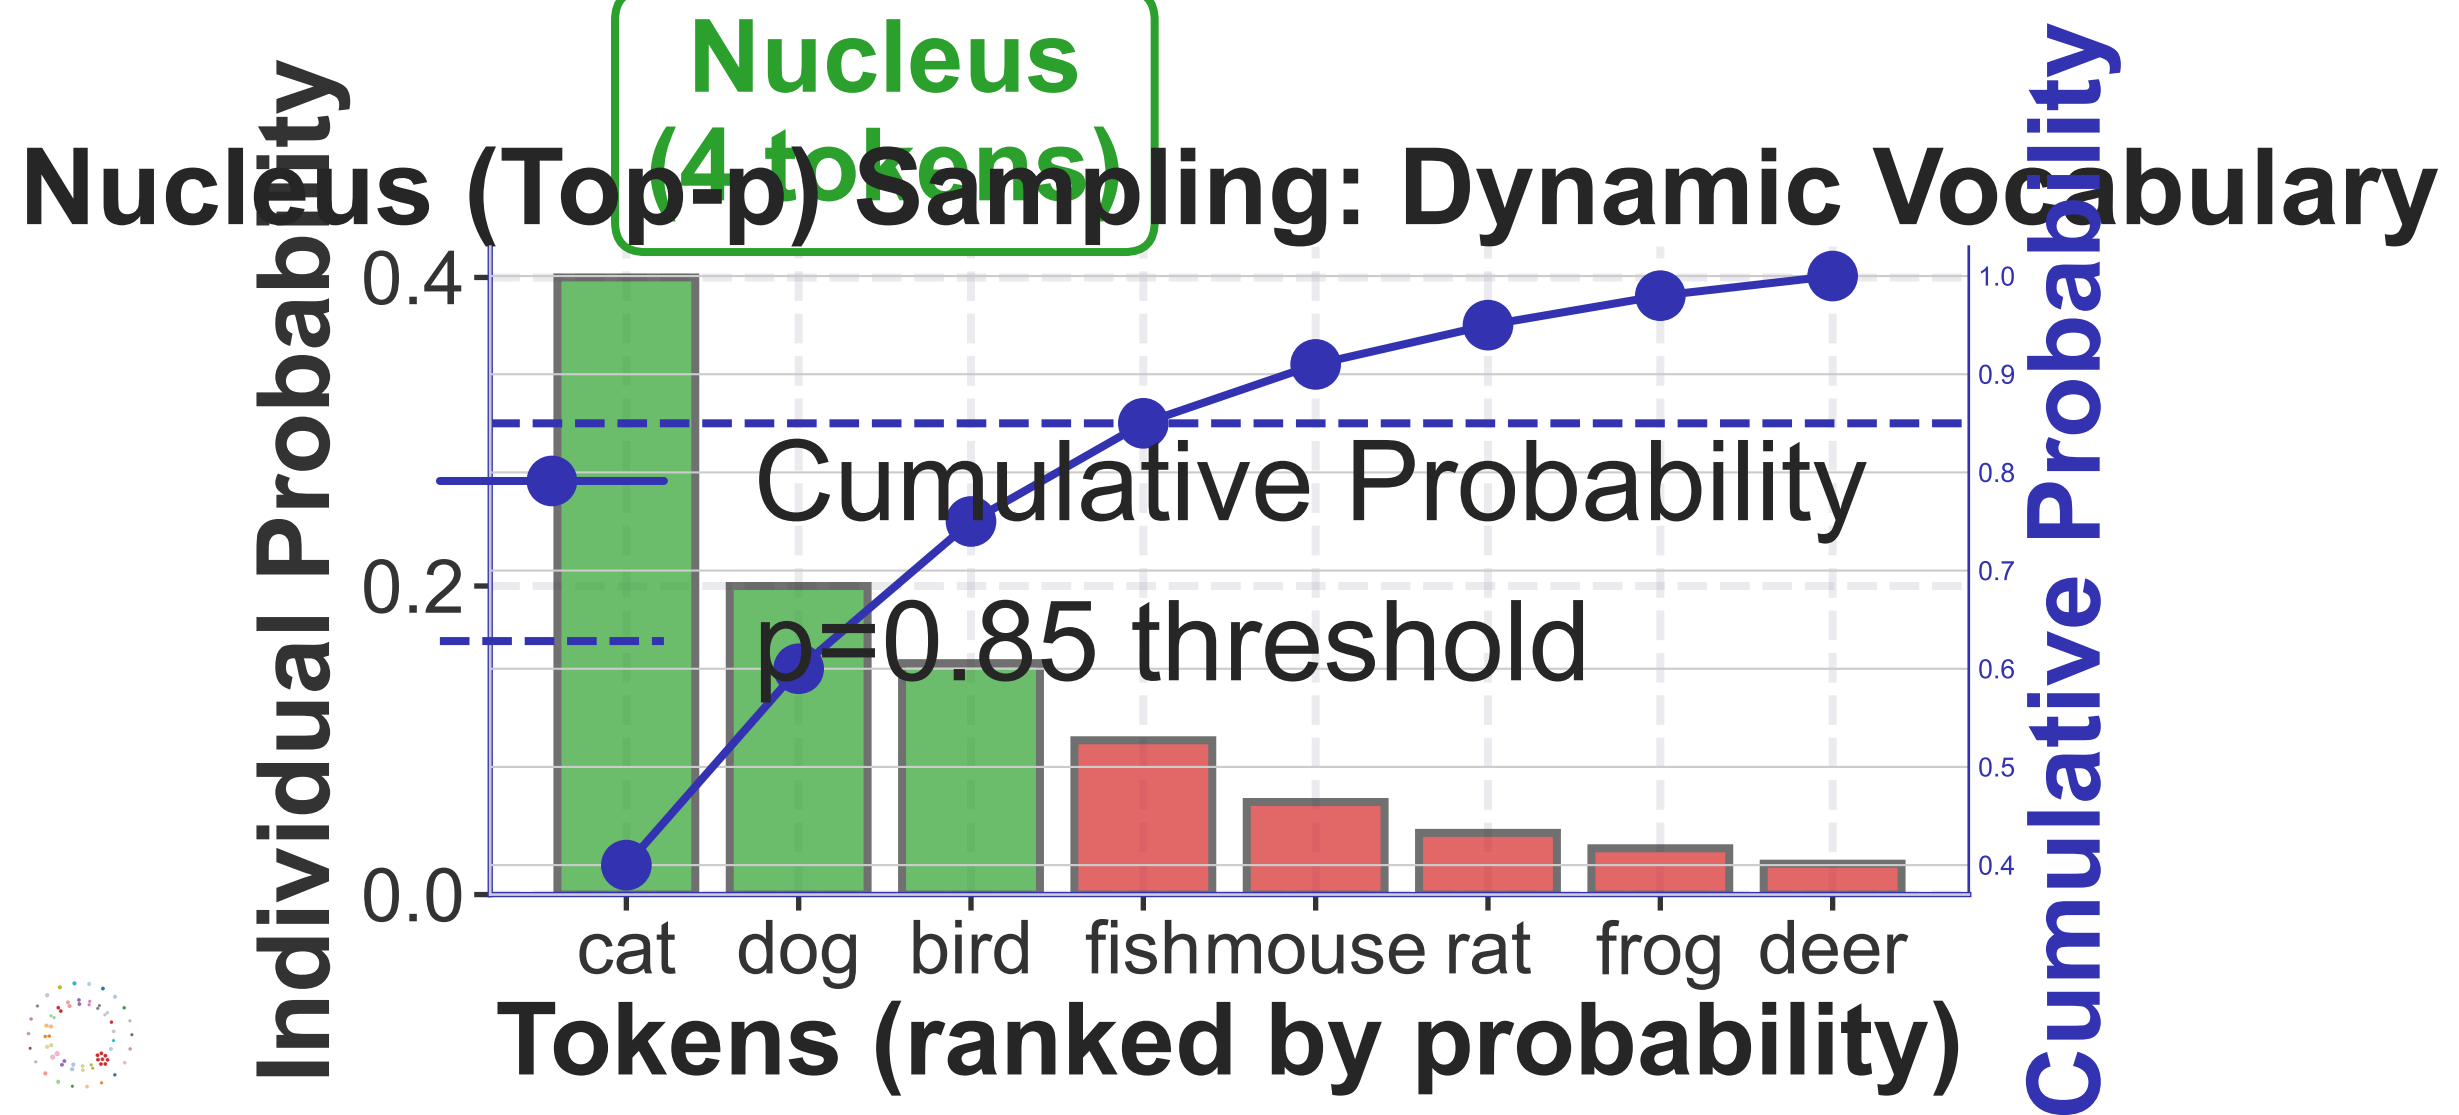 Nucleus
(4 tokens)
Nucleus (Top-p) Sampling: Dynamic Vocabulary
Individual Probability
0.4
0.2
0.0
Cumulative Probability
p=0.85 threshold
1.0
0.9
0.8
0.7
0.6
0.5
0.4
Cumulative Probability
cat dog bird fish mouse rat frog deer
Tokens (ranked by probability)